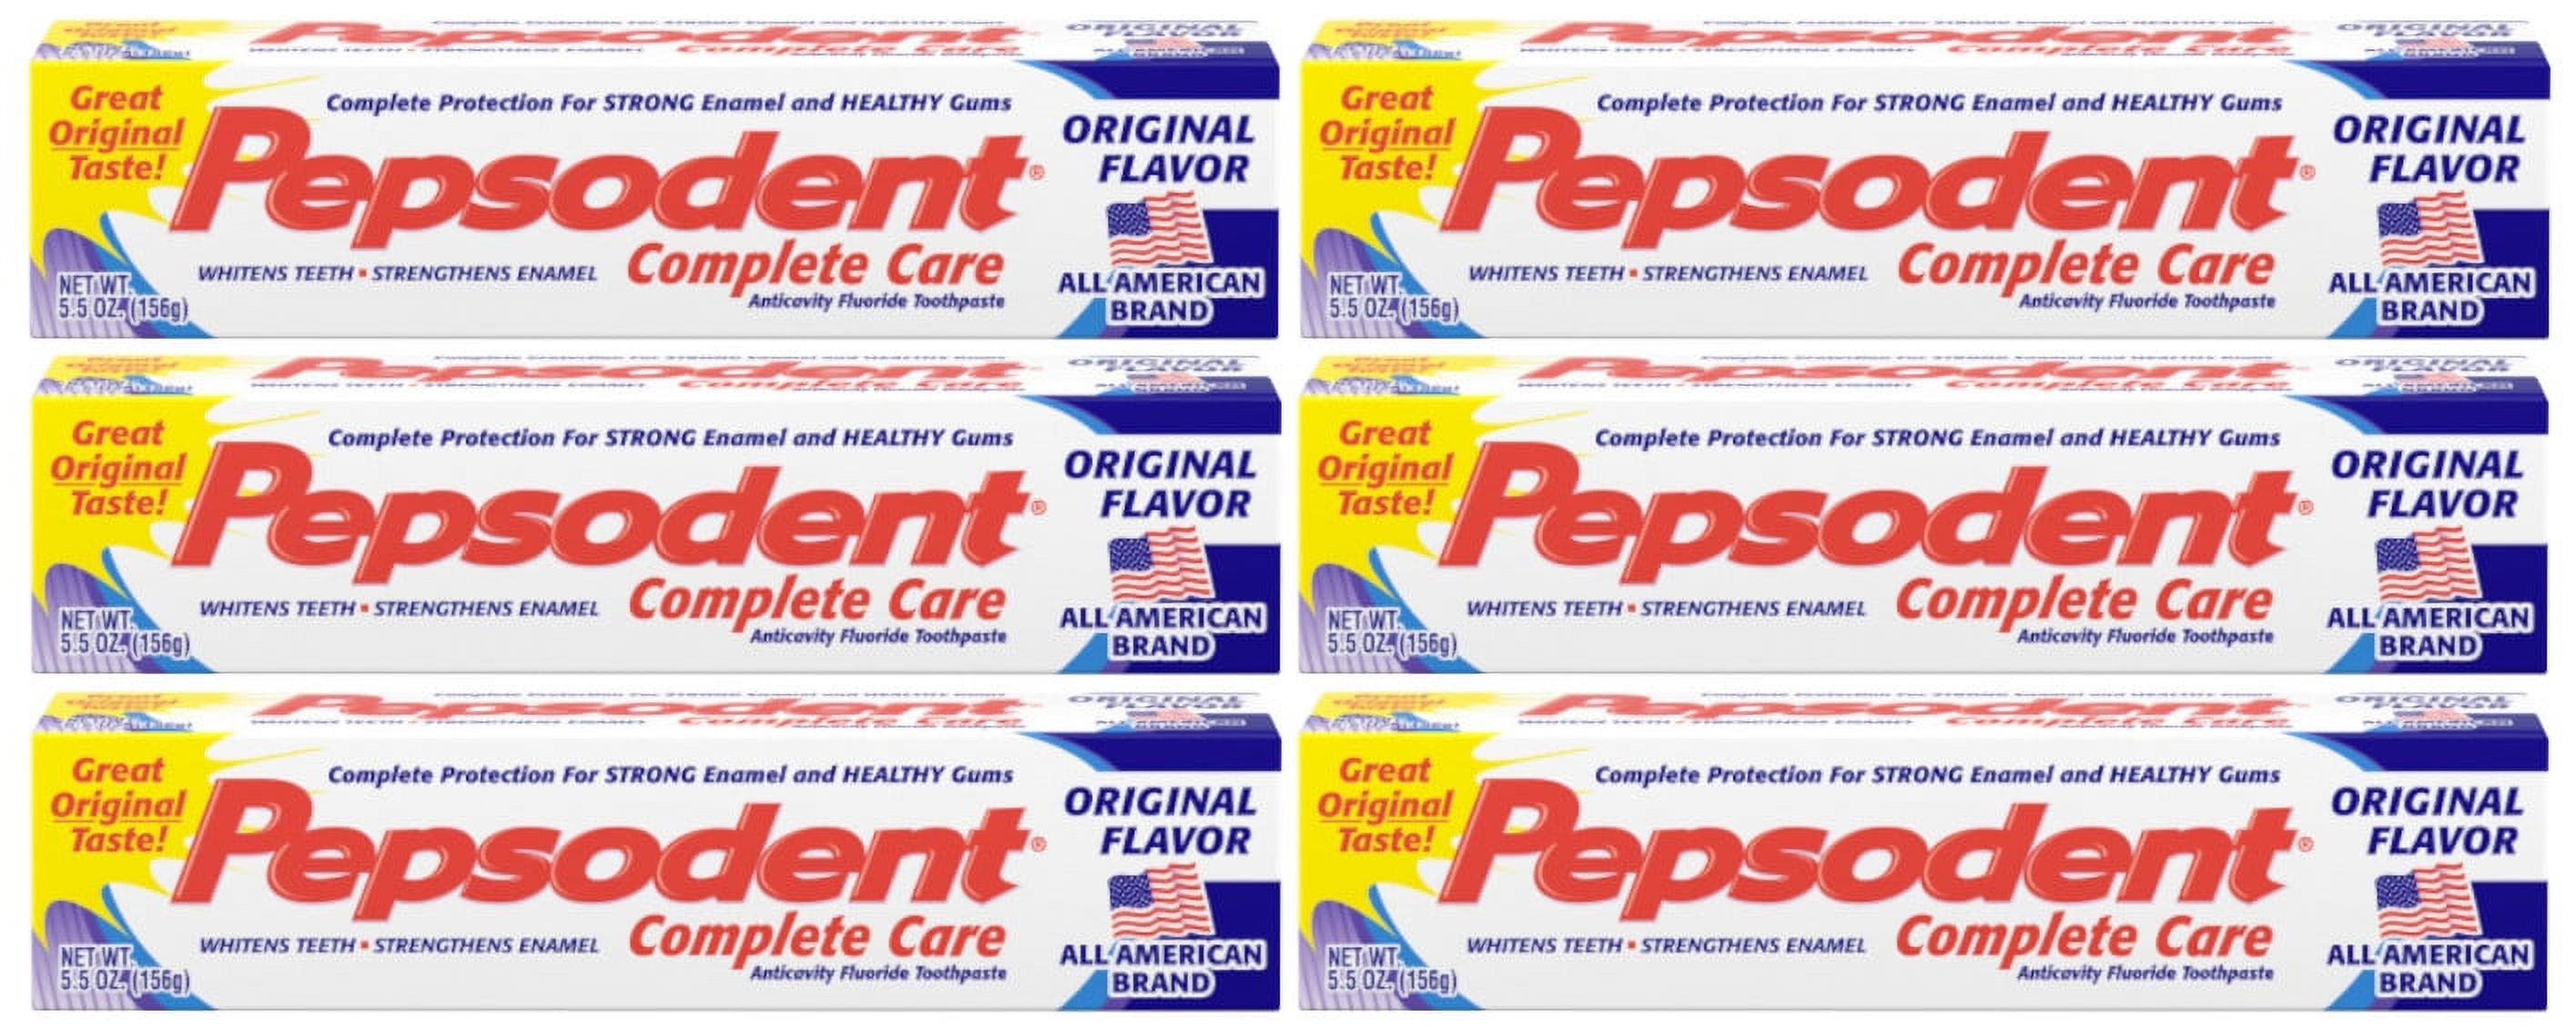 Great
Original
Taste!
Complete Protection For STRONG Enamel and HEALTHY Gums
Pepsodent®
Complete Care
WHITENS TEETH ▪ STRENGTHENS ENAMEL
Anticavity Fluoride Toothpaste
NET WT.
5.5 OZ. (156g)
ORIGINAL
FLAVOR
ALL AMERICAN
BRAND
Great
Original
Taste!
Complete Protection For STRONG Enamel and HEALTHY Gums
Pepsodent®
Complete Care
WHITENS TEETH ▪ STRENGTHENS ENAMEL
Anticavity Fluoride Toothpaste
NET WT.
5.5 OZ. (156g)
ORIGINAL
FLAVOR
ALL AMERICAN
BRAND
Great
Original
Taste!
Complete Protection For STRONG Enamel and HEALTHY Gums
Pepsodent®
Complete Care
WHITENS TEETH ▪ STRENGTHENS ENAMEL
Anticavity Fluoride Toothpaste
NET WT.
5.5 OZ. (156g)
ORIGINAL
FLAVOR
ALL AMERICAN
BRAND
Great
Original
Taste!
Complete Protection For STRONG Enamel and HEALTHY Gums
Pepsodent®
Complete Care
WHITENS TEETH ▪ STRENGTHENS ENAMEL
Anticavity Fluoride Toothpaste
NET WT.
5.5 OZ. (156g)
ORIGINAL
FLAVOR
ALL AMERICAN
BRAND
Great
Original
Taste!
Complete Protection For STRONG Enamel and HEALTHY Gums
Pepsodent®
Complete Care
WHITENS TEETH ▪ STRENGTHENS ENAMEL
Anticavity Fluoride Toothpaste
NET WT.
5.5 OZ. (156g)
ORIGINAL
FLAVOR
ALL AMERICAN
BRAND
Great
Original
Taste!
Complete Protection For STRONG Enamel and HEALTHY Gums
Pepsodent®
Complete Care
WHITENS TEETH ▪ STRENGTHENS ENAMEL
Anticavity Fluoride Toothpaste
NET WT.
5.5 OZ. (156g)
ORIGINAL
FLAVOR
ALL AMERICAN
BRAND